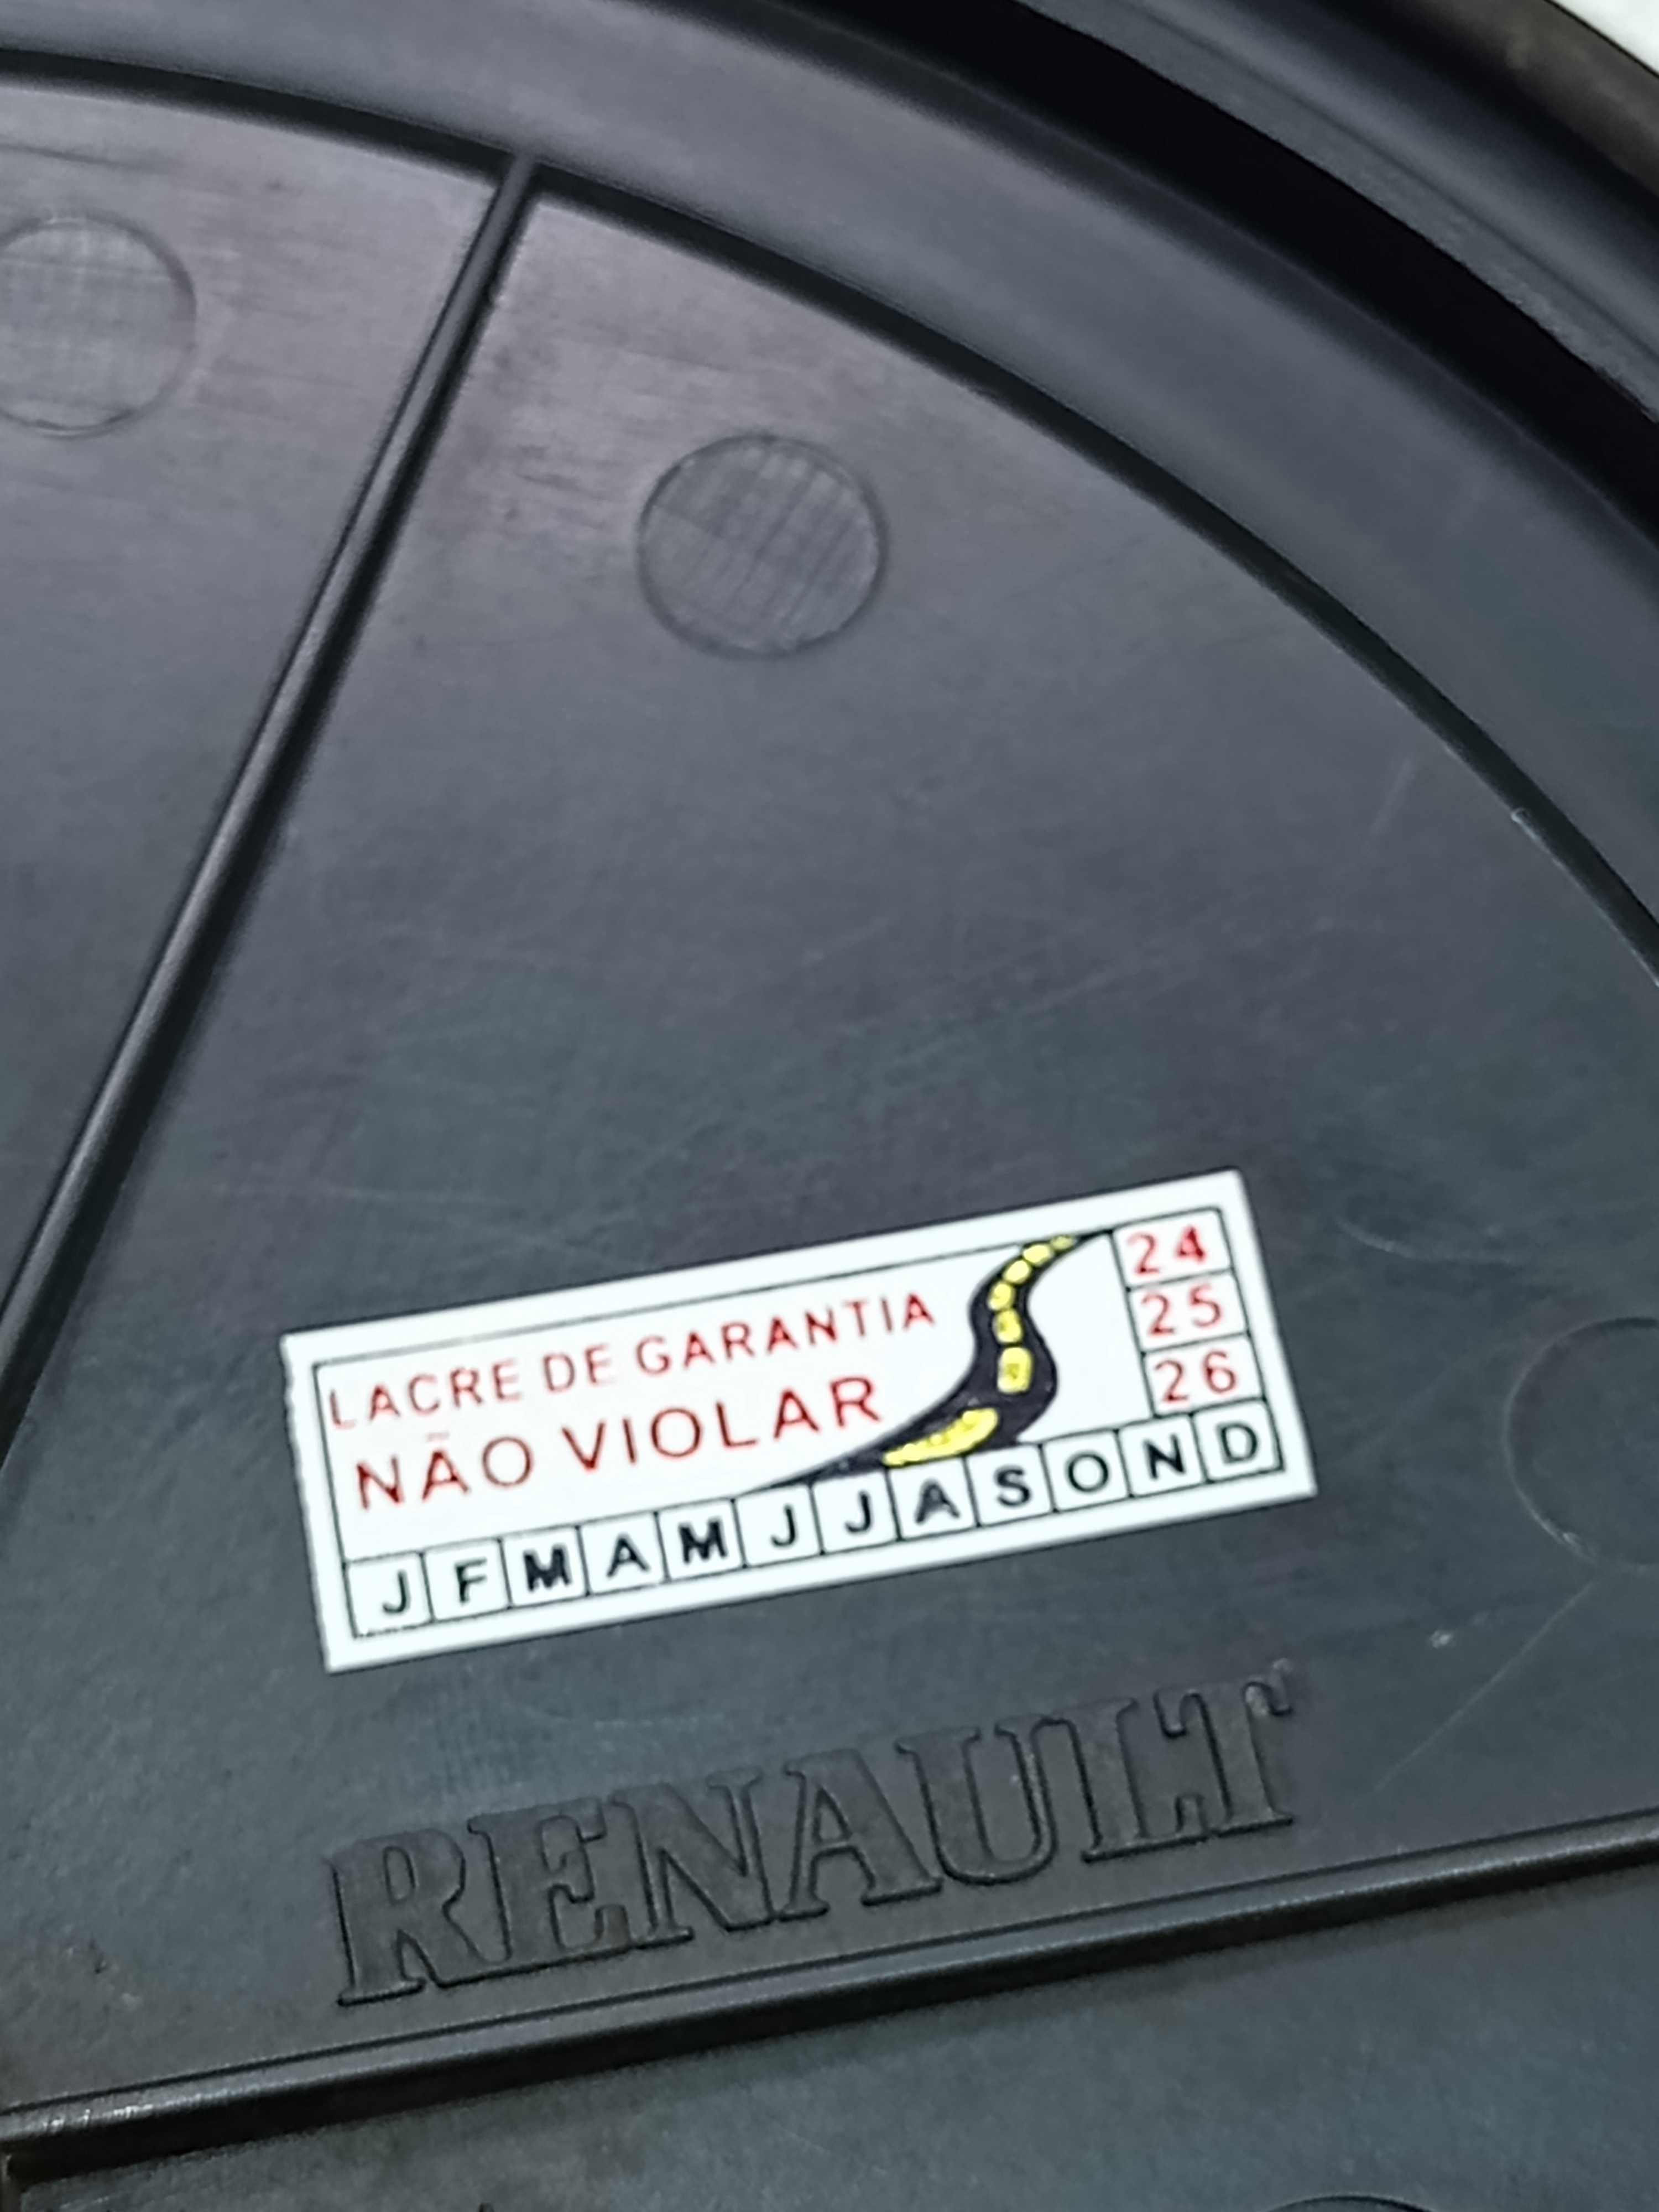 LACRE DE GARANTIA
NÃO VIOLAR
24
25
26
J F M A M J J A S O N D
RENAULT